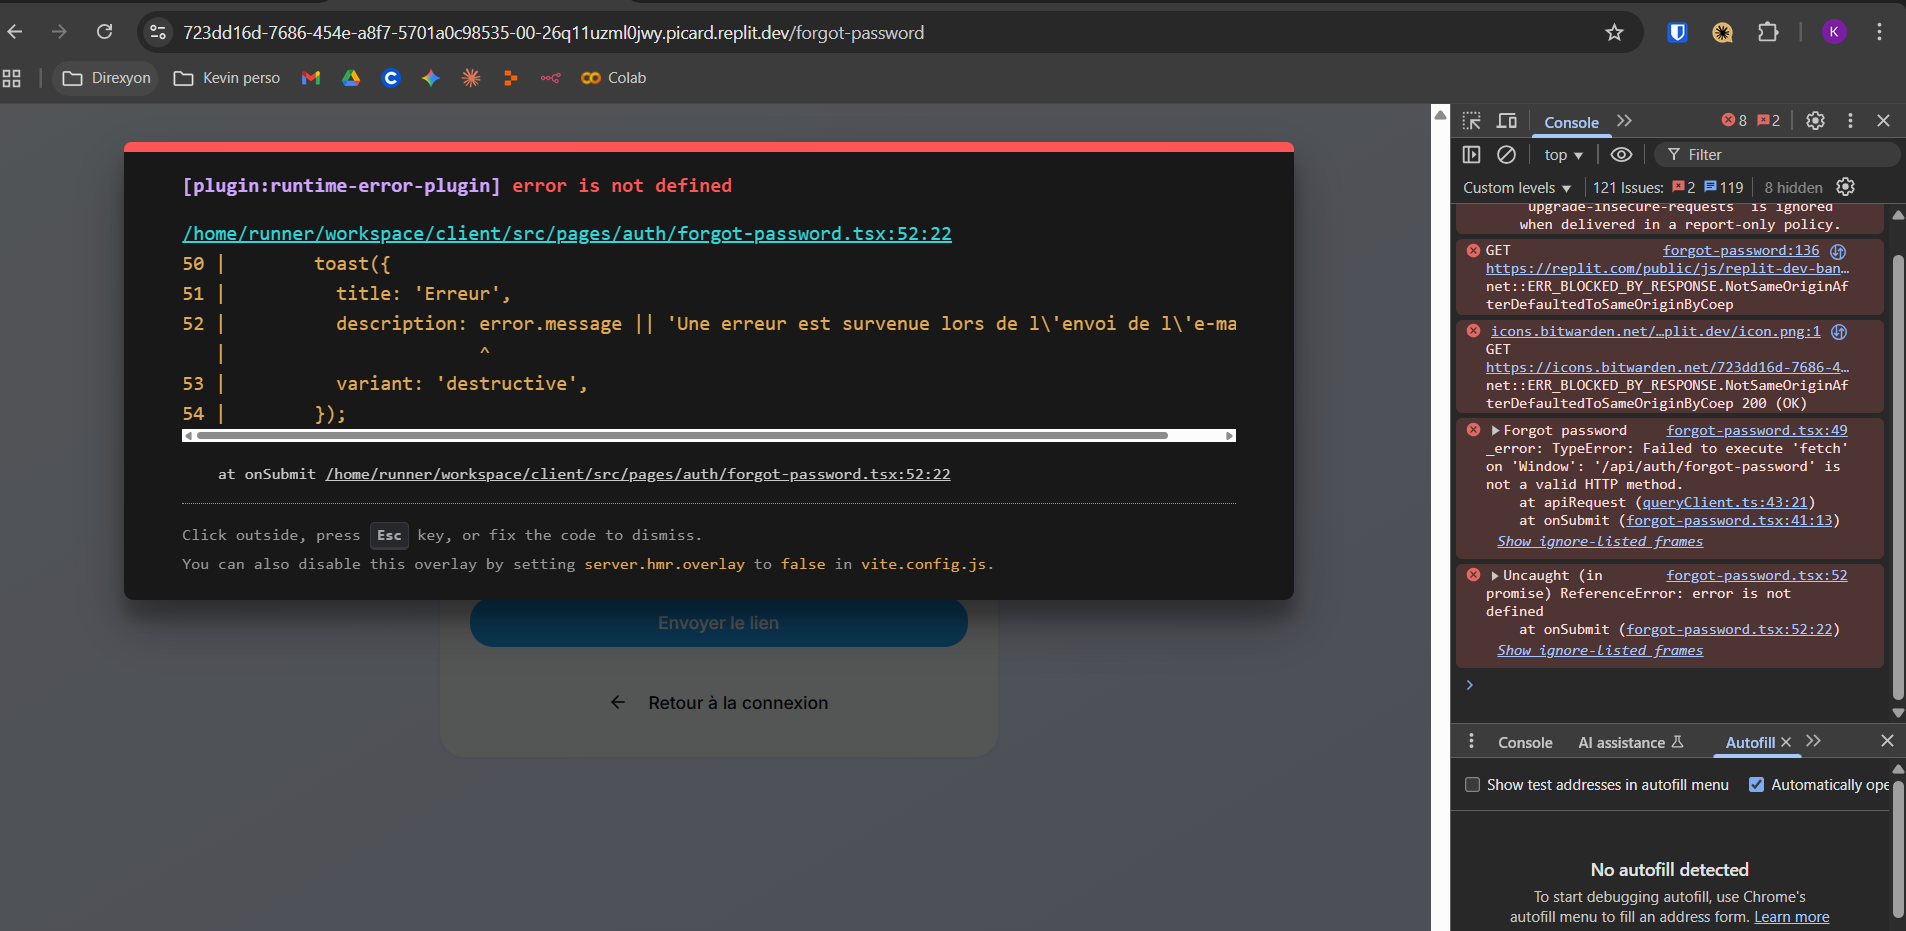 723dd16d-7686-454e-a8f7-5701a0c98535-00-26q11uzml0jwy.picard.replit.dev/forgot-password
K
Direxyon
Kevin perso
Colab
[plugin:runtime-error-plugin] error is not defined
/home/runner/workspace/client/src/pages/auth/forgot-password.tsx:52:22
50 |        toast({
51 |          title: 'Erreur',
52 |          description: error.message || 'Une erreur est survenue lors de l\'envoi de l\'e-ma
   |                       ^
53 |          variant: 'destructive',
54 |        });
at onSubmit /home/runner/workspace/client/src/pages/auth/forgot-password.tsx:52:22
Click outside, press Esc key, or fix the code to dismiss.
You can also disable this overlay by setting server.hmr.overlay to false in vite.config.js.
Envoyer le lien
Retour à la connexion
Console
8
2
top
Filter
Custom levels
121 Issues:
2
119
8 hidden
upgrade-insecure-requests' is ignored
when delivered in a report-only policy.
GET forgot-password:136
https://replit.com/public/js/replit-dev-ban…
net::ERR_BLOCKED_BY_RESPONSE.NotSameOriginAf
terDefaultedToSameOriginByCoep
icons.bitwarden.net/…plit.dev/icon.png:1
GET
https://icons.bitwarden.net/723dd16d-7686-4…
net::ERR_BLOCKED_BY_RESPONSE.NotSameOriginAf
terDefaultedToSameOriginByCoep 200 (OK)
Forgot password forgot-password.tsx:49
_error: TypeError: Failed to execute 'fetch'
on 'Window': '/api/auth/forgot-password' is
not a valid HTTP method.
at apiRequest (queryClient.ts:43:21)
at onSubmit (forgot-password.tsx:41:13)
Show ignore-listed frames
Uncaught (in forgot-password.tsx:52
promise) ReferenceError: error is not
defined
at onSubmit (forgot-password.tsx:52:22)
Show ignore-listed frames
Console
AI assistance
Autofill
Show test addresses in autofill menu
Automatically ope
No autofill detected
To start debugging autofill, use Chrome's
autofill menu to fill an address form. Learn more